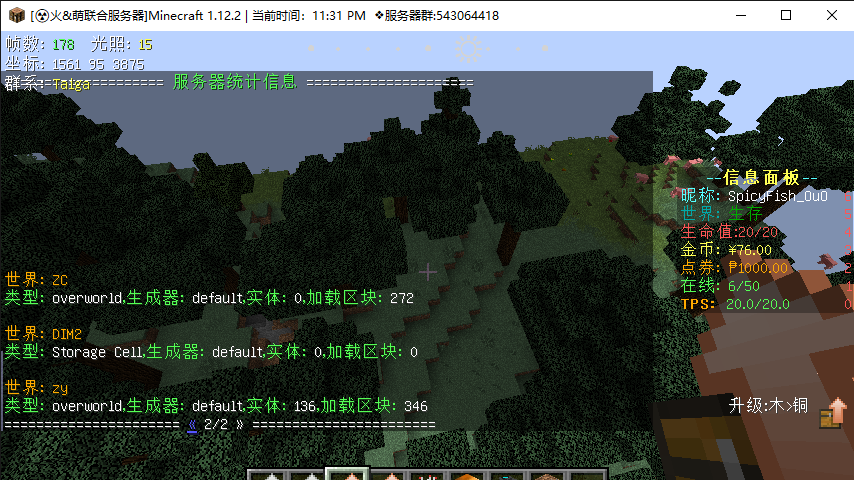 [☢火&萌联合服务器]Minecraft 1.12.2 | 当前时间: 11:31 PM ❖服务器群:543064418
帧数: 178 光照: 15
坐标: 1561 95 3875
群系: Taiga
==================== 服务器统计信息 =====================
世界: ZC
类型: overworld,生成器: default,实体: 0,加载区块: 272
世界: DIM2
类型: Storage Cell,生成器: default,实体: 0,加载区块: 0
世界: zy
类型: overworld,生成器: default,实体: 136,加载区块: 346
====================== « 2/2 » =======================
--信息面板--
昵称: SpicyFish_OuO
世界: 生存
生命值:20/20
金币: ¥76.00
点券: ₱1000.00
在线: 6/50
TPS: 20.0/20.0
升级:木>铜